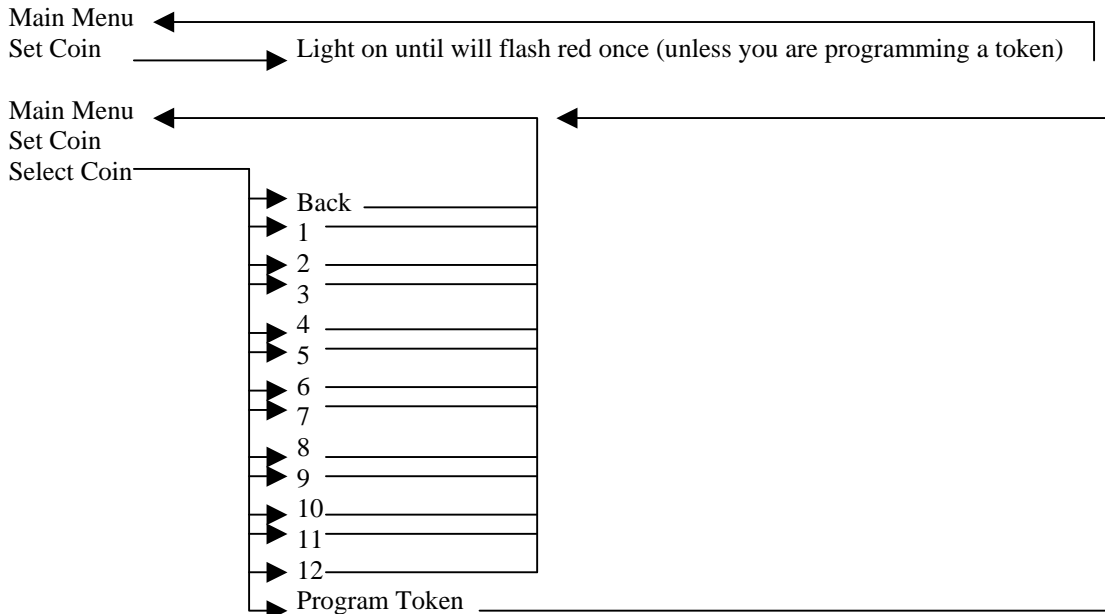 Main Menu
Set Coin
Light on until will flash red once (unless you are programming a token)
Main Menu
Set Coin
Select Coin
Back
1
2
3
4
5
6
7
8
9
10
11
12
Program Token